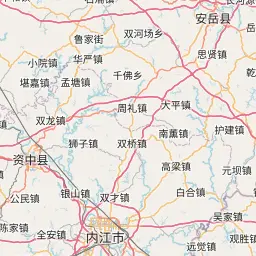 石湍镇
长河源
安岳县
鲁家街
双河场乡
小院镇
华严镇
思贤镇
千佛乡
堪嘉镇
孟塘镇
周礼镇
大平镇
双龙镇
南薰镇
护建镇
狮子镇
双桥镇
资中县
高梁镇
元坝镇
银山镇
公民镇
双才镇
白合镇
陈家镇
全安镇
内江市
吴家镇
远觉镇
双胜镇